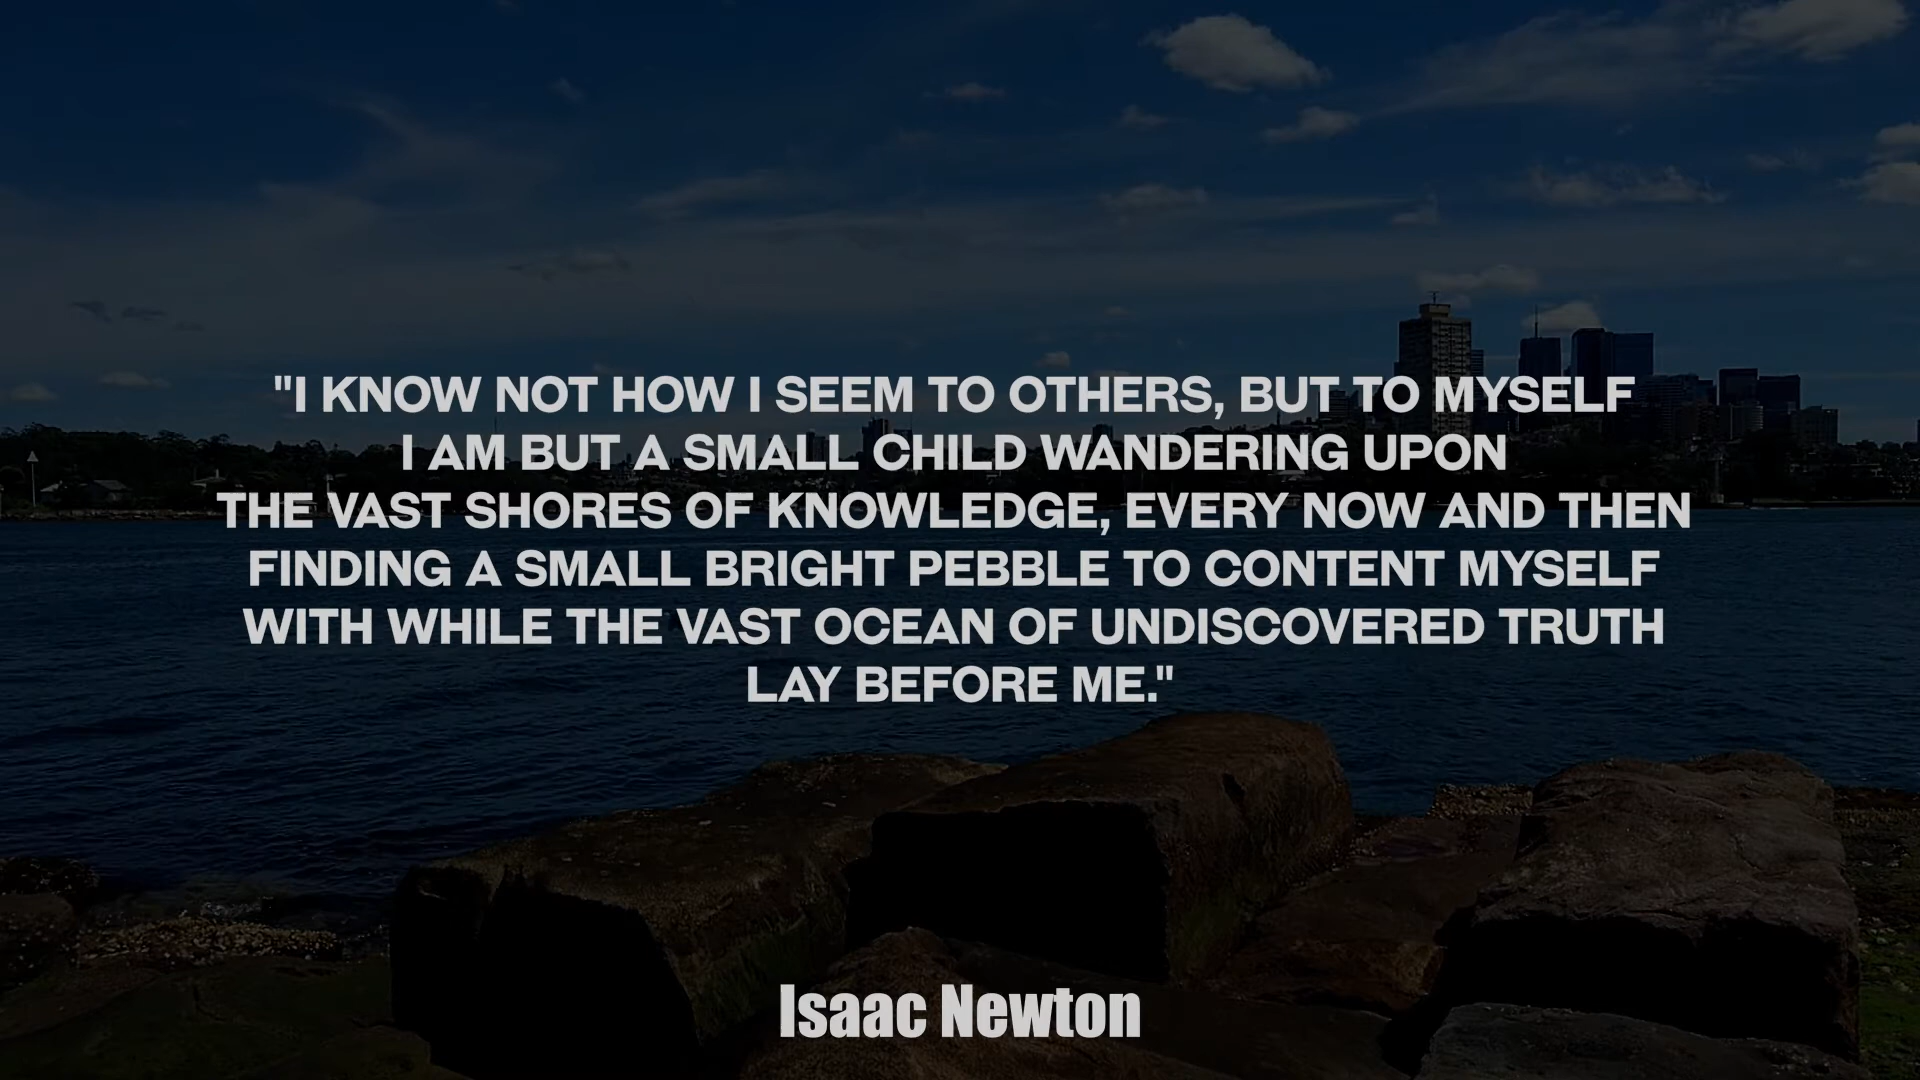 "I KNOW NOT HOW I SEEM TO OTHERS, BUT TO MYSELF
I AM BUT A SMALL CHILD WANDERING UPON
THE VAST SHORES OF KNOWLEDGE, EVERY NOW AND THEN
FINDING A SMALL BRIGHT PEBBLE TO CONTENT MYSELF
WITH WHILE THE VAST OCEAN OF UNDISCOVERED TRUTH
LAY BEFORE ME."
Isaac Newton